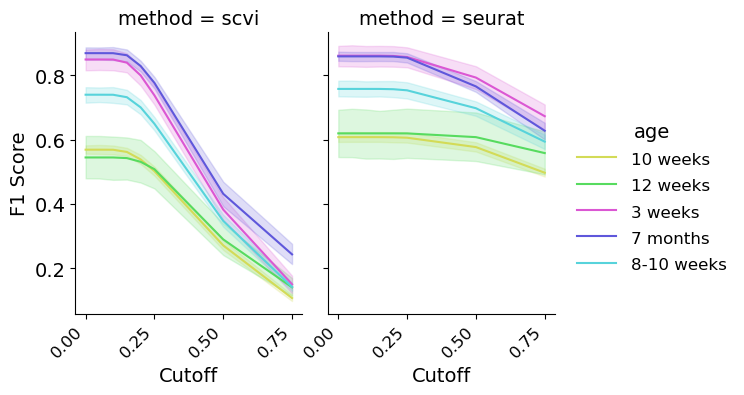 method = scvi
method = seurat
F1 Score
0.8
0.6
0.4
0.2
0.00
0.25
0.50
0.75
Cutoff
0.00
0.25
0.50
0.75
Cutoff
age
10 weeks
12 weeks
3 weeks
7 months
8-10 weeks